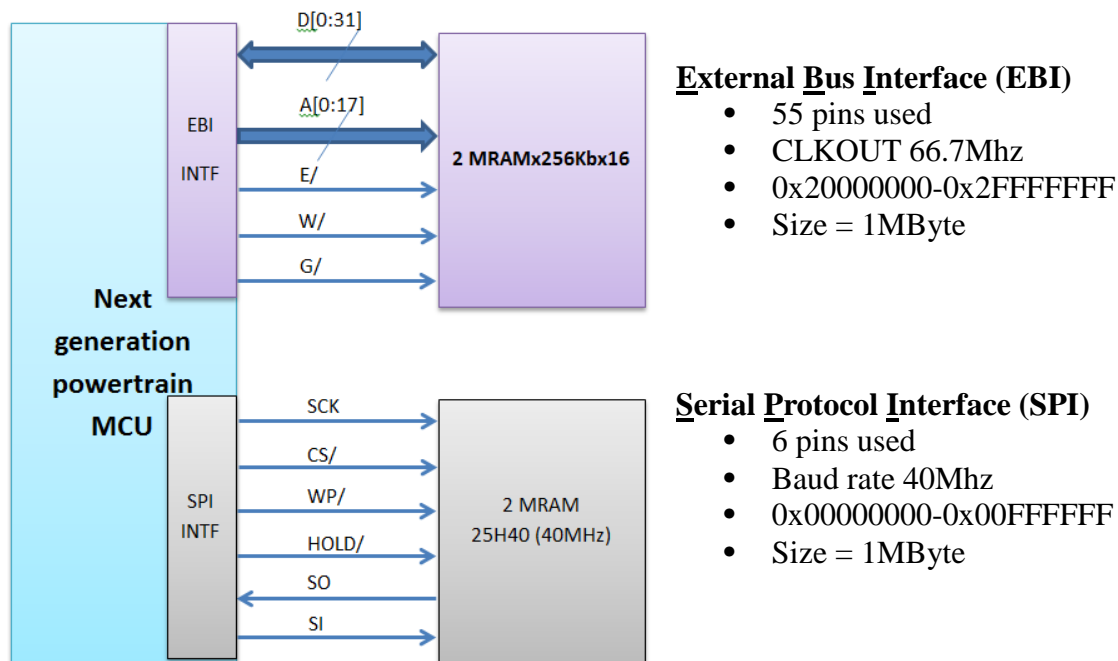 Next
generation
powertrain
MCU
EBI
INTF
D[0:31]
A[0:17]
E/
W/
G/
2 MRAMx256Kbx16
External Bus Interface (EBI)
• 55 pins used
• CLKOUT 66.7Mhz
• 0x20000000-0x2FFFFFFF
• Size = 1MByte
SPI
INTF
SCK
CS/
WP/
HOLD/
SO
SI
2 MRAM
25H40 (40MHz)
Serial Protocol Interface (SPI)
• 6 pins used
• Baud rate 40Mhz
• 0x00000000-0x00FFFFFF
• Size = 1MByte